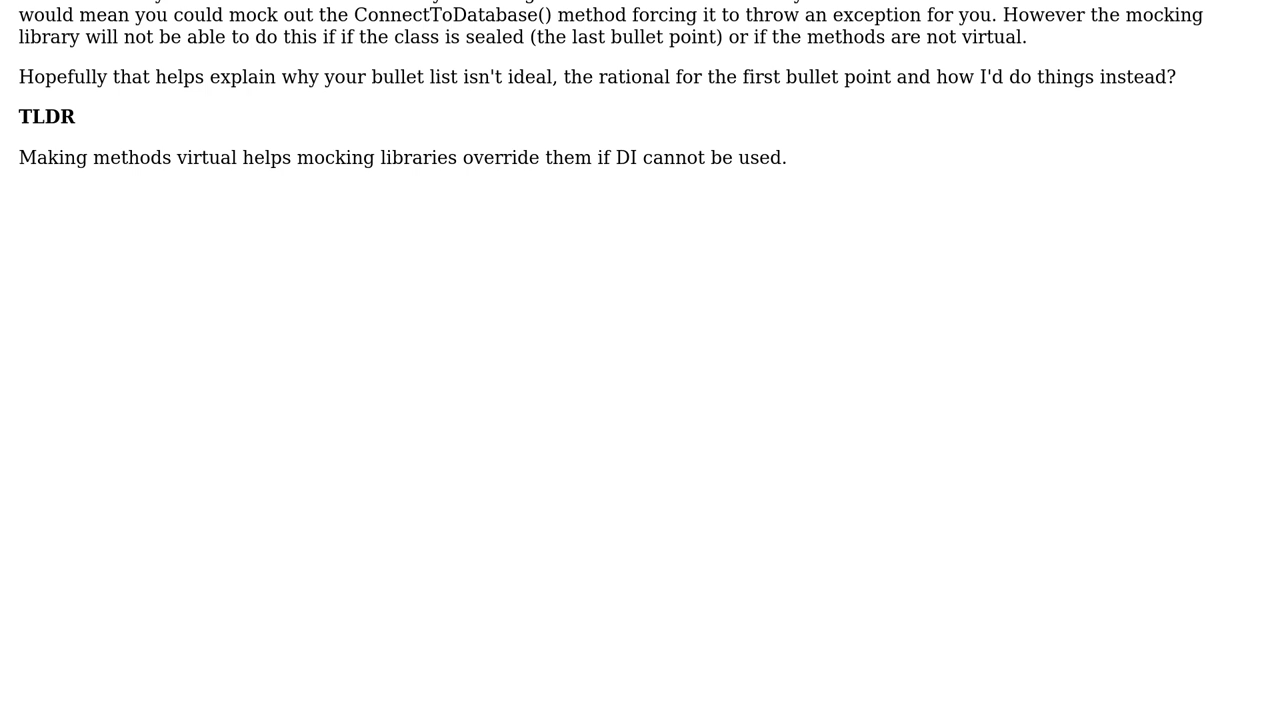 would mean you could mock out the ConnectToDatabase() method forcing it to throw an exception for you. However the mocking
library will not be able to do this if if the class is sealed (the last bullet point) or if the methods are not virtual.
Hopefully that helps explain why your bullet list isn't ideal, the rational for the first bullet point and how I'd do things instead?
TLDR
Making methods virtual helps mocking libraries override them if DI cannot be used.